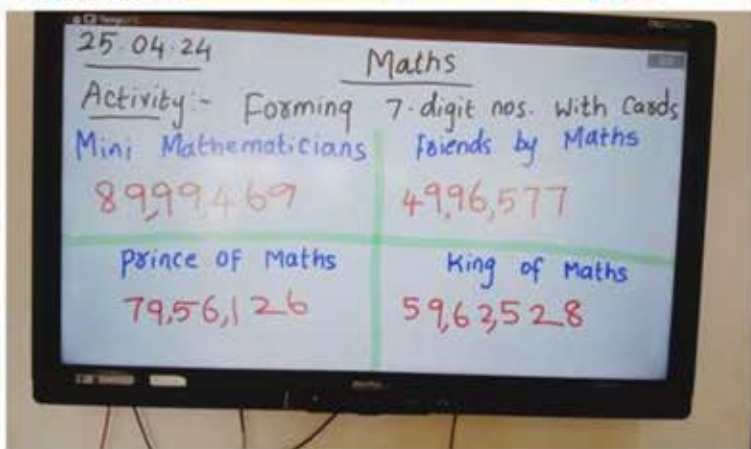 25.04.24
Maths
Activity:- Forming 7-digit nos. With Cards
Mini Mathematicians
89,99,469
Friends by Maths
49,96,577
Prince of Maths
79,56,126
King of Maths
59,63,528